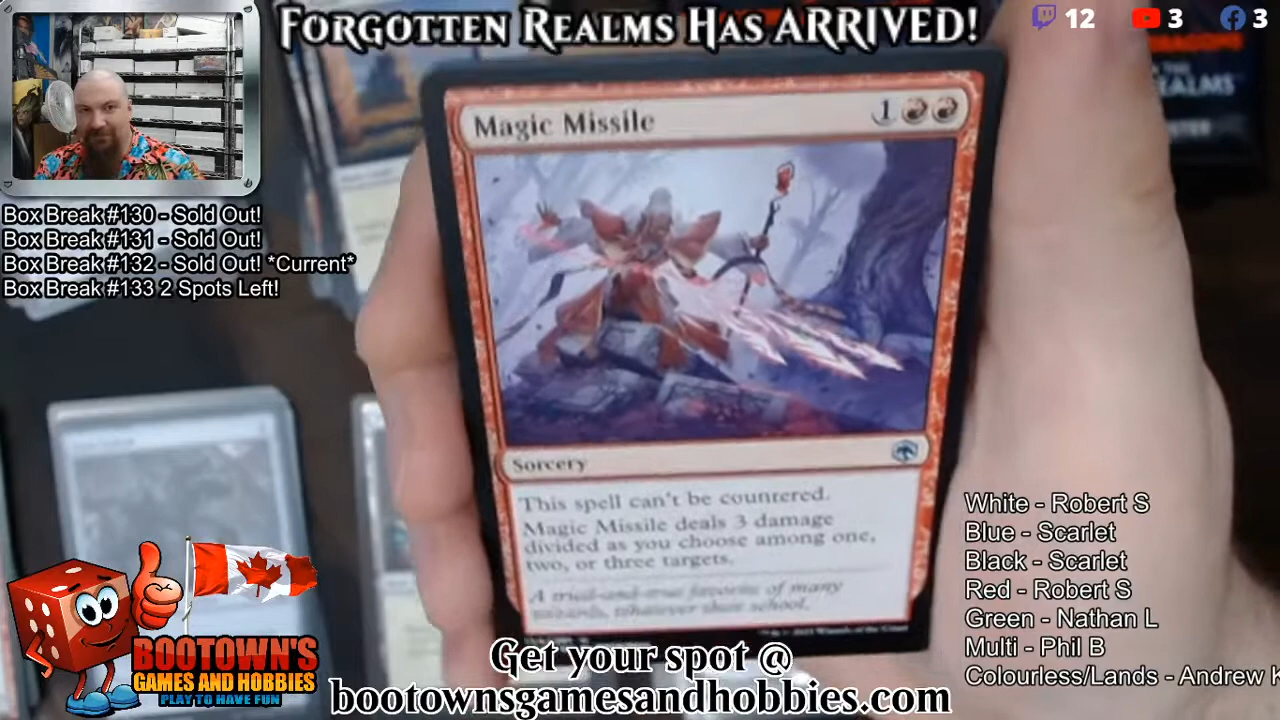 FORGOTTEN REALMS HAS ARRIVED!
12 3 3
REALMS
Box Break #130 - Sold Out!
Box Break #131 - Sold Out!
Box Break #132 - Sold Out! *Current*
Box Break #133 2 Spots Left!
Magic Missile 1
Sorcery
This spell can't be countered.
Magic Missile deals 3 damage
divided as you choose among one,
two, or three targets.
A tried-and-true favorite of many
wizards, whatever their school.
White - Robert S
Blue - Scarlet
Black - Scarlet
Red - Robert S
Green - Nathan L
Multi - Phil B
Colourless/Lands - Andrew K
BOOTOWN'S
GAMES AND HOBBIES
PLAY TO HAVE FUN
Get your spot @
bootownsgamesandhobbies.com